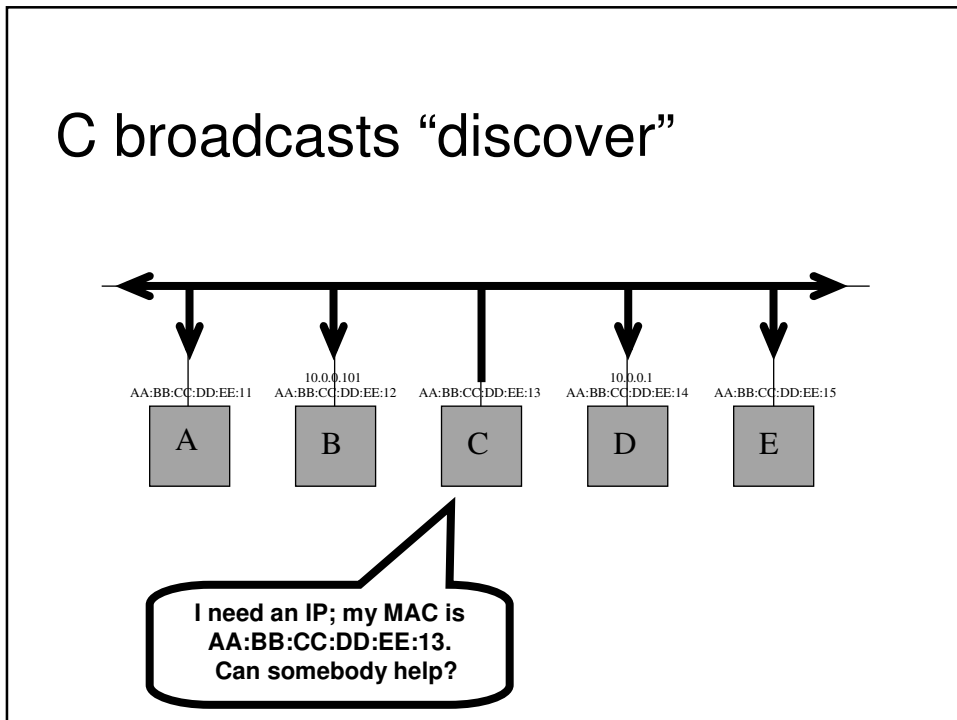 C broadcasts “discover”
10.0.0.101
10.0.0.1
AA:BB:CC:DD:EE:11
AA:BB:CC:DD:EE:12
AA:BB:CC:DD:EE:13
AA:BB:CC:DD:EE:14
AA:BB:CC:DD:EE:15
A
B
C
D
E
I need an IP; my MAC is
AA:BB:CC:DD:EE:13.
Can somebody help?